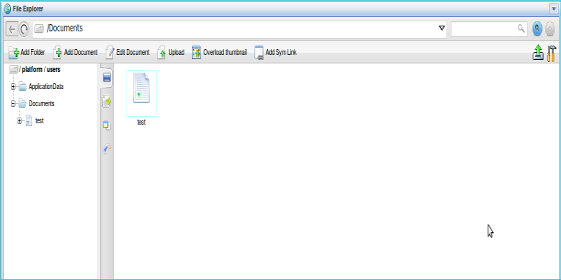 File Explorer
/Documents
Add Folder Add Document Edit Document Upload Overload thumbnail Add Sym Link
/ platform / users
ApplicationData
Documents
test
test